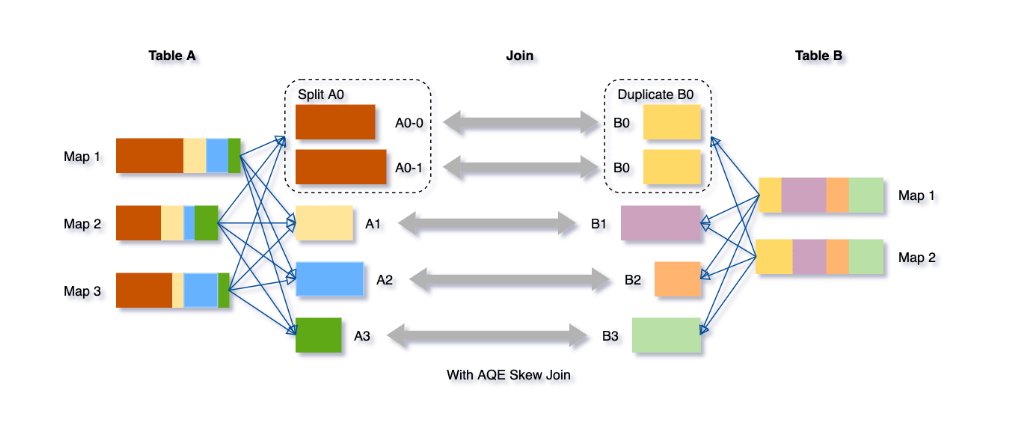 Table A
Join
Table B
Split A0
Duplicate B0
A0-0
B0
A0-1
B0
Map 1
Map 2
Map 3
A1
B1
A2
B2
A3
B3
Map 1
Map 2
With AQE Skew Join